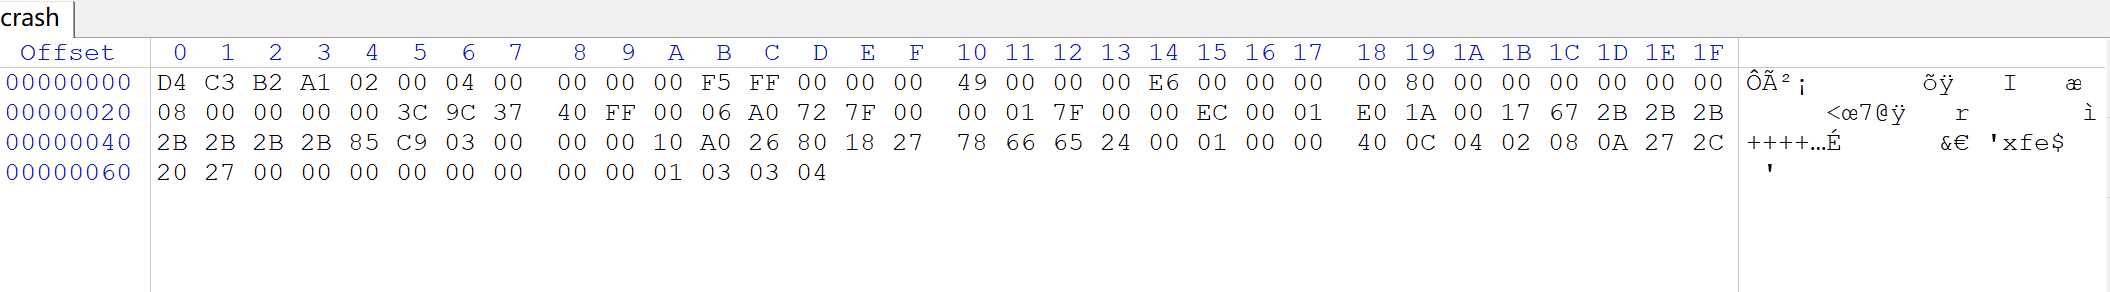 crash
Offset 0 1 2 3 4 5 6 7 8 9 A B C D E F 10 11 12 13 14 15 16 17 18 19 1A 1B 1C 1D 1E 1F
00000000 D4 C3 B2 A1 02 00 04 00 00 00 00 F5 FF 00 00 00 49 00 00 00 E6 00 00 00 00 80 00 00 00 00 00 00 ÔÃ²¡ õÿ I æ
00000020 08 00 00 00 00 3C 9C 37 40 FF 00 06 A0 72 7F 00 00 01 7F 00 00 EC 00 01 E0 1A 00 17 67 2B 2B 2B <œ7@ÿ r ì
00000040 2B 2B 2B 2B 85 C9 03 00 00 00 10 A0 26 80 18 27 78 66 65 24 00 01 00 00 40 0C 04 02 08 0A 27 2C ++++…É &€ 'xfe$
00000060 20 27 00 00 00 00 00 00 00 00 01 03 03 04 '